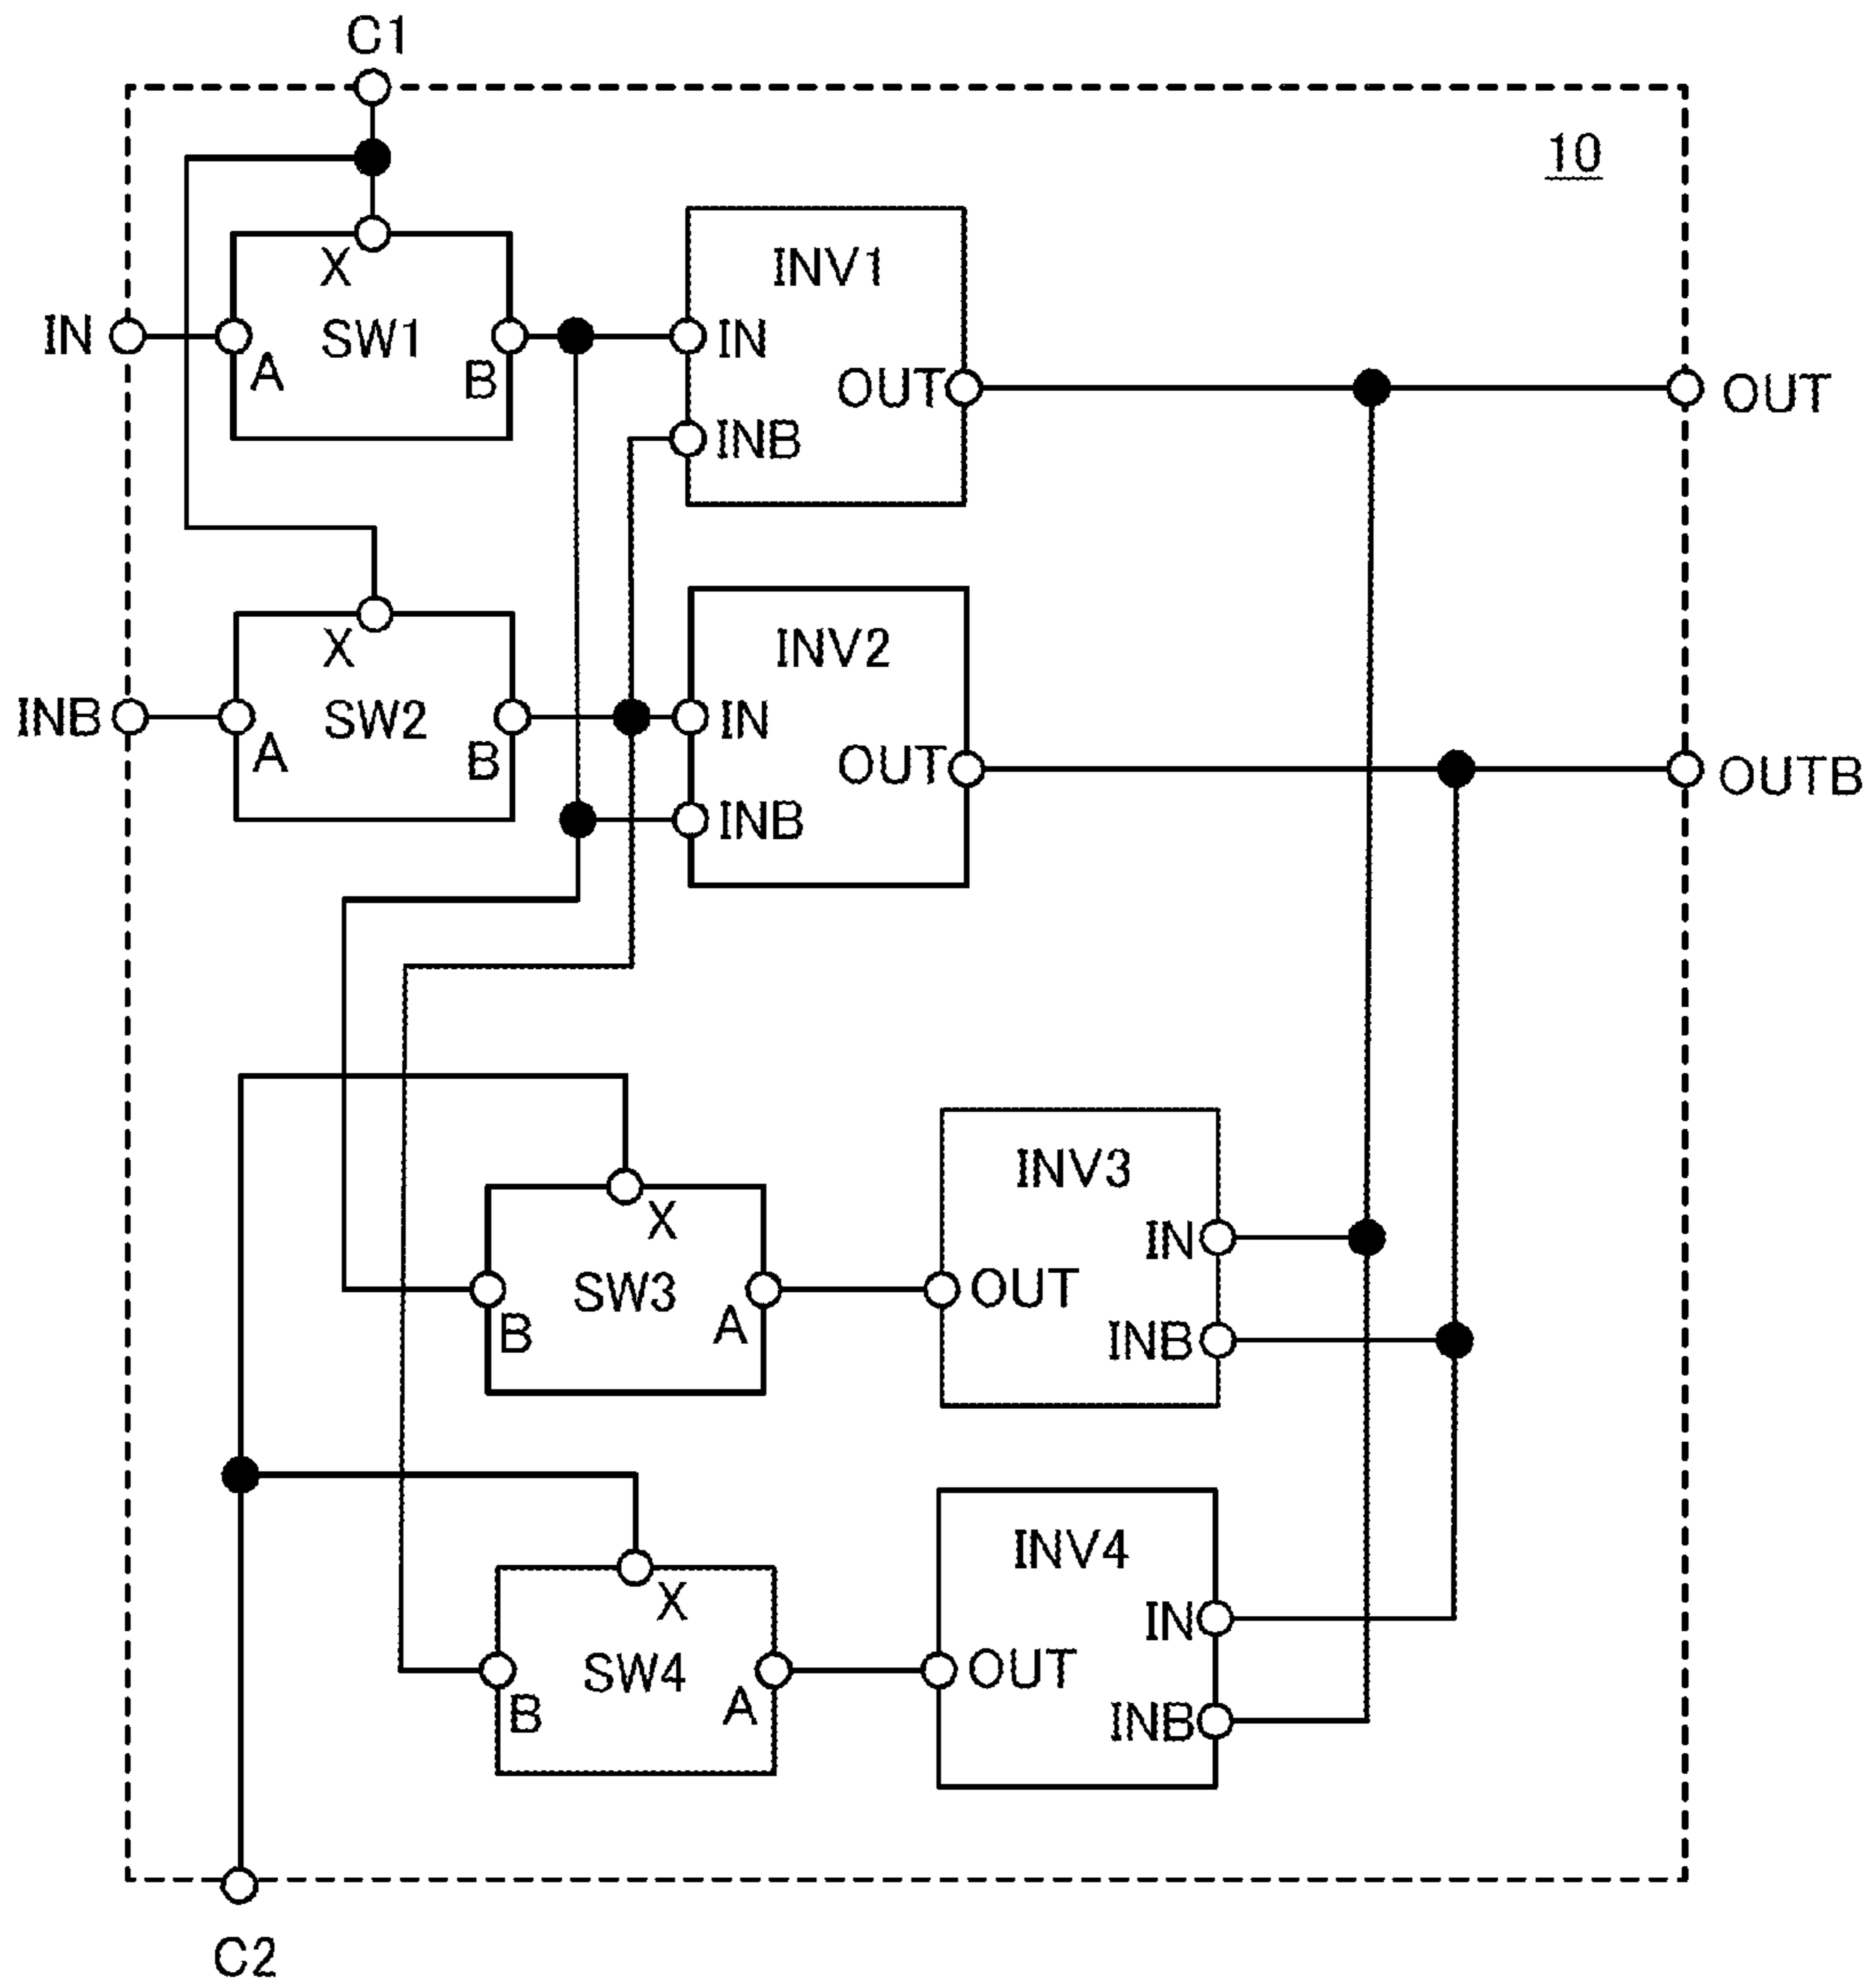 C1
10
X
INV1
IN
A
SW1
B
IN
OUT
OUT
INB
X
INV2
INB
A
SW2
B
IN
OUT
OUTB
INB
INV3
X
IN
SW3
B
A
OUT
INB
INV4
X
IN
SW4
B
A
OUT
INB
C2